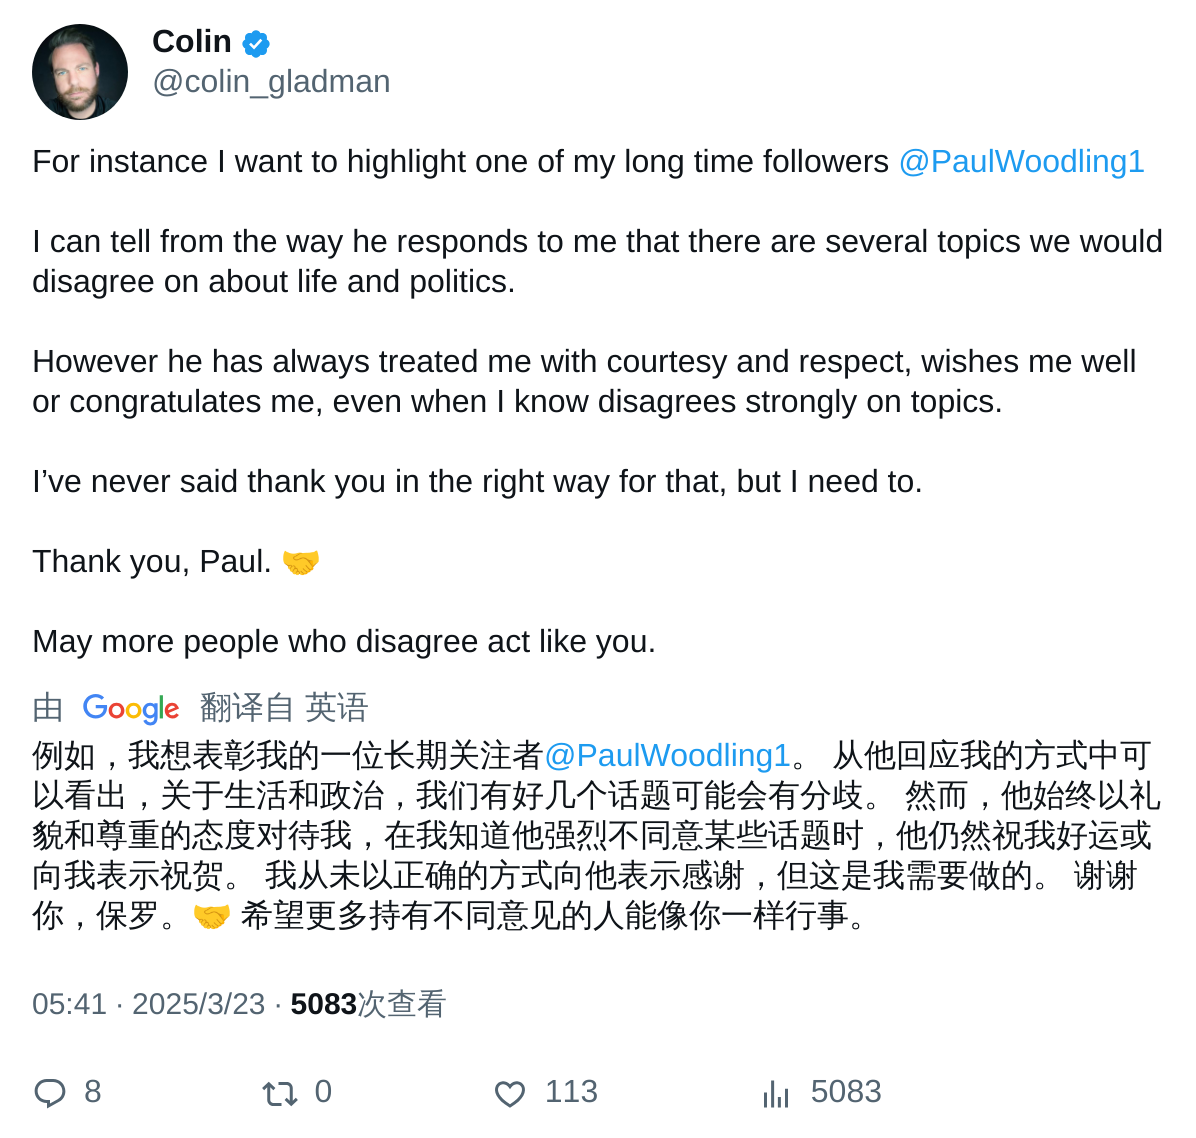 Colin
@colin_gladman
For instance I want to highlight one of my long time followers @PaulWoodling1
I can tell from the way he responds to me that there are several topics we would
disagree on about life and politics.
However he has always treated me with courtesy and respect, wishes me well
or congratulates me, even when I know disagrees strongly on topics.
I’ve never said thank you in the right way for that, but I need to.
Thank you, Paul. 🤝
May more people who disagree act like you.
由 Google 翻译自 英语
例如，我想表彰我的一位长期关注者@PaulWoodling1。 从他回应我的方式中可
以看出，关于生活和政治，我们有好几个话题可能会有分歧。 然而，他始终以礼
貌和尊重的态度对待我，在我知道他强烈不同意某些话题时，他仍然祝我好运或
向我表示祝贺。 我从未以正确的方式向他表示感谢，但这是我需要做的。 谢谢
你，保罗。🤝 希望更多持有不同意见的人能像你一样行事。
05:41 · 2025/3/23 · 5083次查看
8 0 113 5083